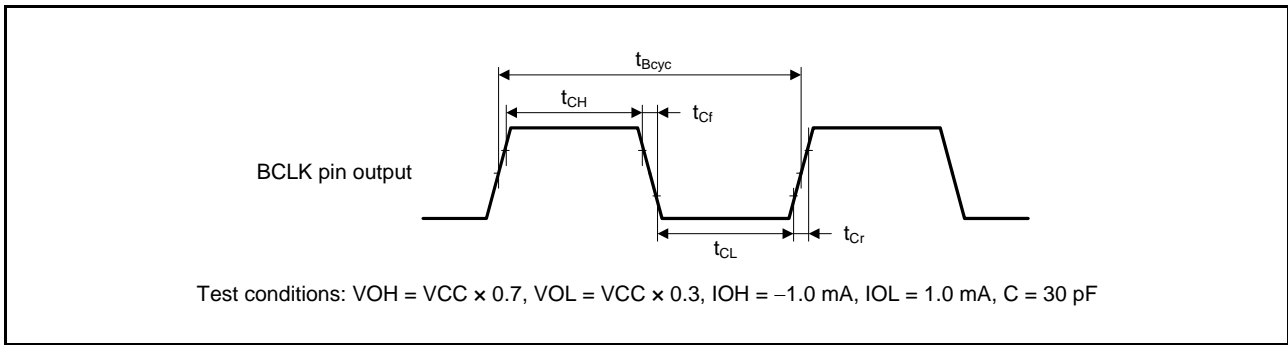 tBcyc
tCH
tCf
BCLK pin output
tCL
tCr
Test conditions: VOH = VCC × 0.7, VOL = VCC × 0.3, IOH = −1.0 mA, IOL = 1.0 mA, C = 30 pF